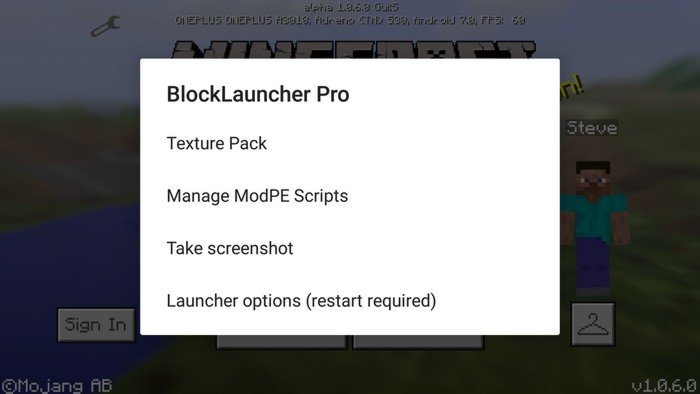 alpha 1.0.6.0 Out5
ONEPLUS ONEPLUS A3010, Adreno (TM) 530, Android 7.0, FPS: 60
MINECRAFT
BlockLauncher Pro
Texture Pack
Steve
Manage ModPE Scripts
Take screenshot
Launcher options (restart required)
Sign In
©Mojang AB
v1.0.6.0